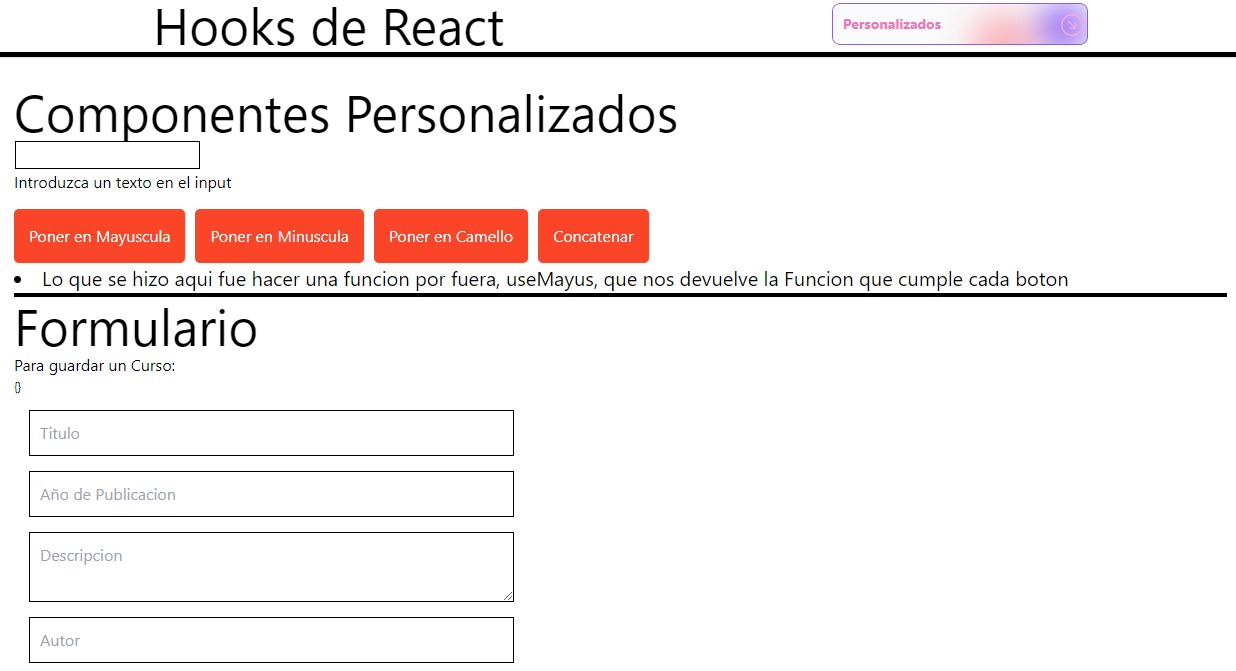 Hooks de React
Personalizados
Componentes Personalizados
Introduzca un texto en el input
Poner en Mayuscula
Poner en Minuscula
Poner en Camello
Concatenar
Lo que se hizo aqui fue hacer una funcion por fuera, useMayus, que nos devuelve la Funcion que cumple cada boton
Formulario
Para guardar un Curso:
{}
Titulo
Año de Publicacion
Descripcion
Autor